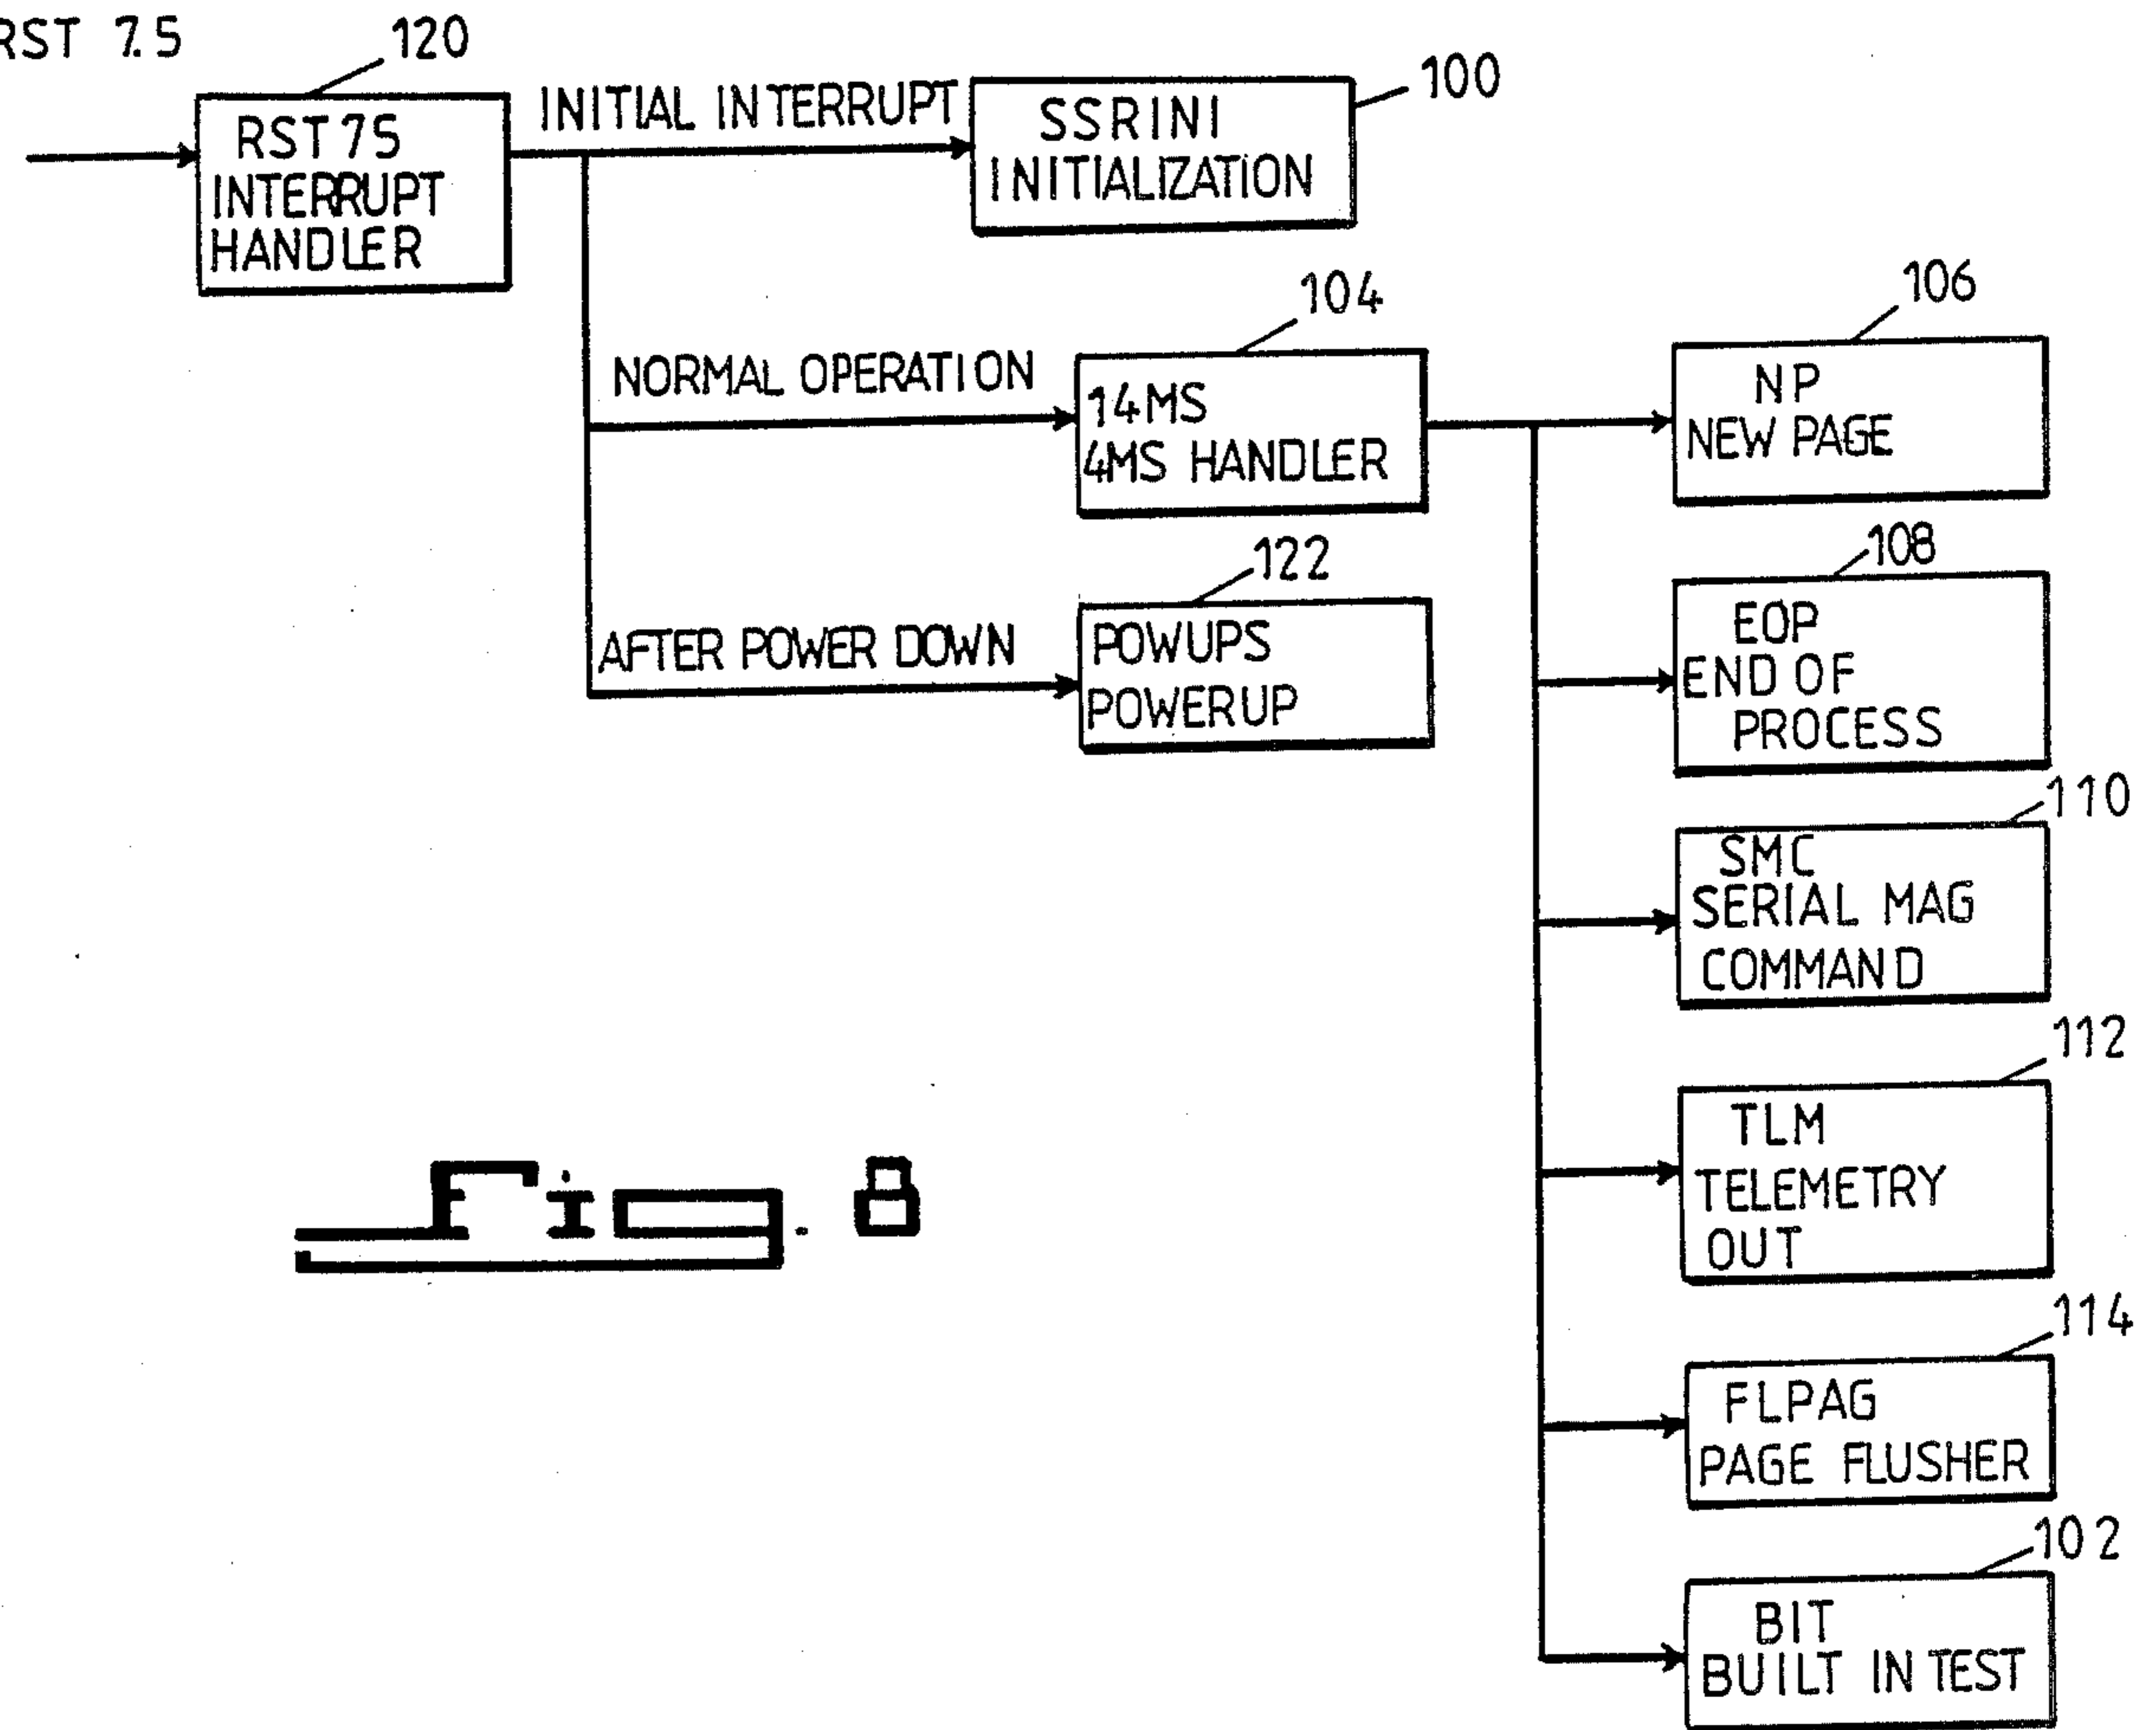 RST 7.5
120
RST 75
INTERRUPT
HANDLER
INITIAL INTERRUPT
100
SSRINI
INITIALIZATION
NORMAL OPERATION
104
14MS
4MS HANDLER
AFTER POWER DOWN
122
POWUPS
POWERUP
106
NP
NEW PAGE
108
EOP
END OF
PROCESS
110
SMC
SERIAL MAG
COMMAND
112
TLM
TELEMETRY
OUT
114
FLPAG
PAGE FLUSHER
102
BIT
BUILT IN TEST
Fig. 8